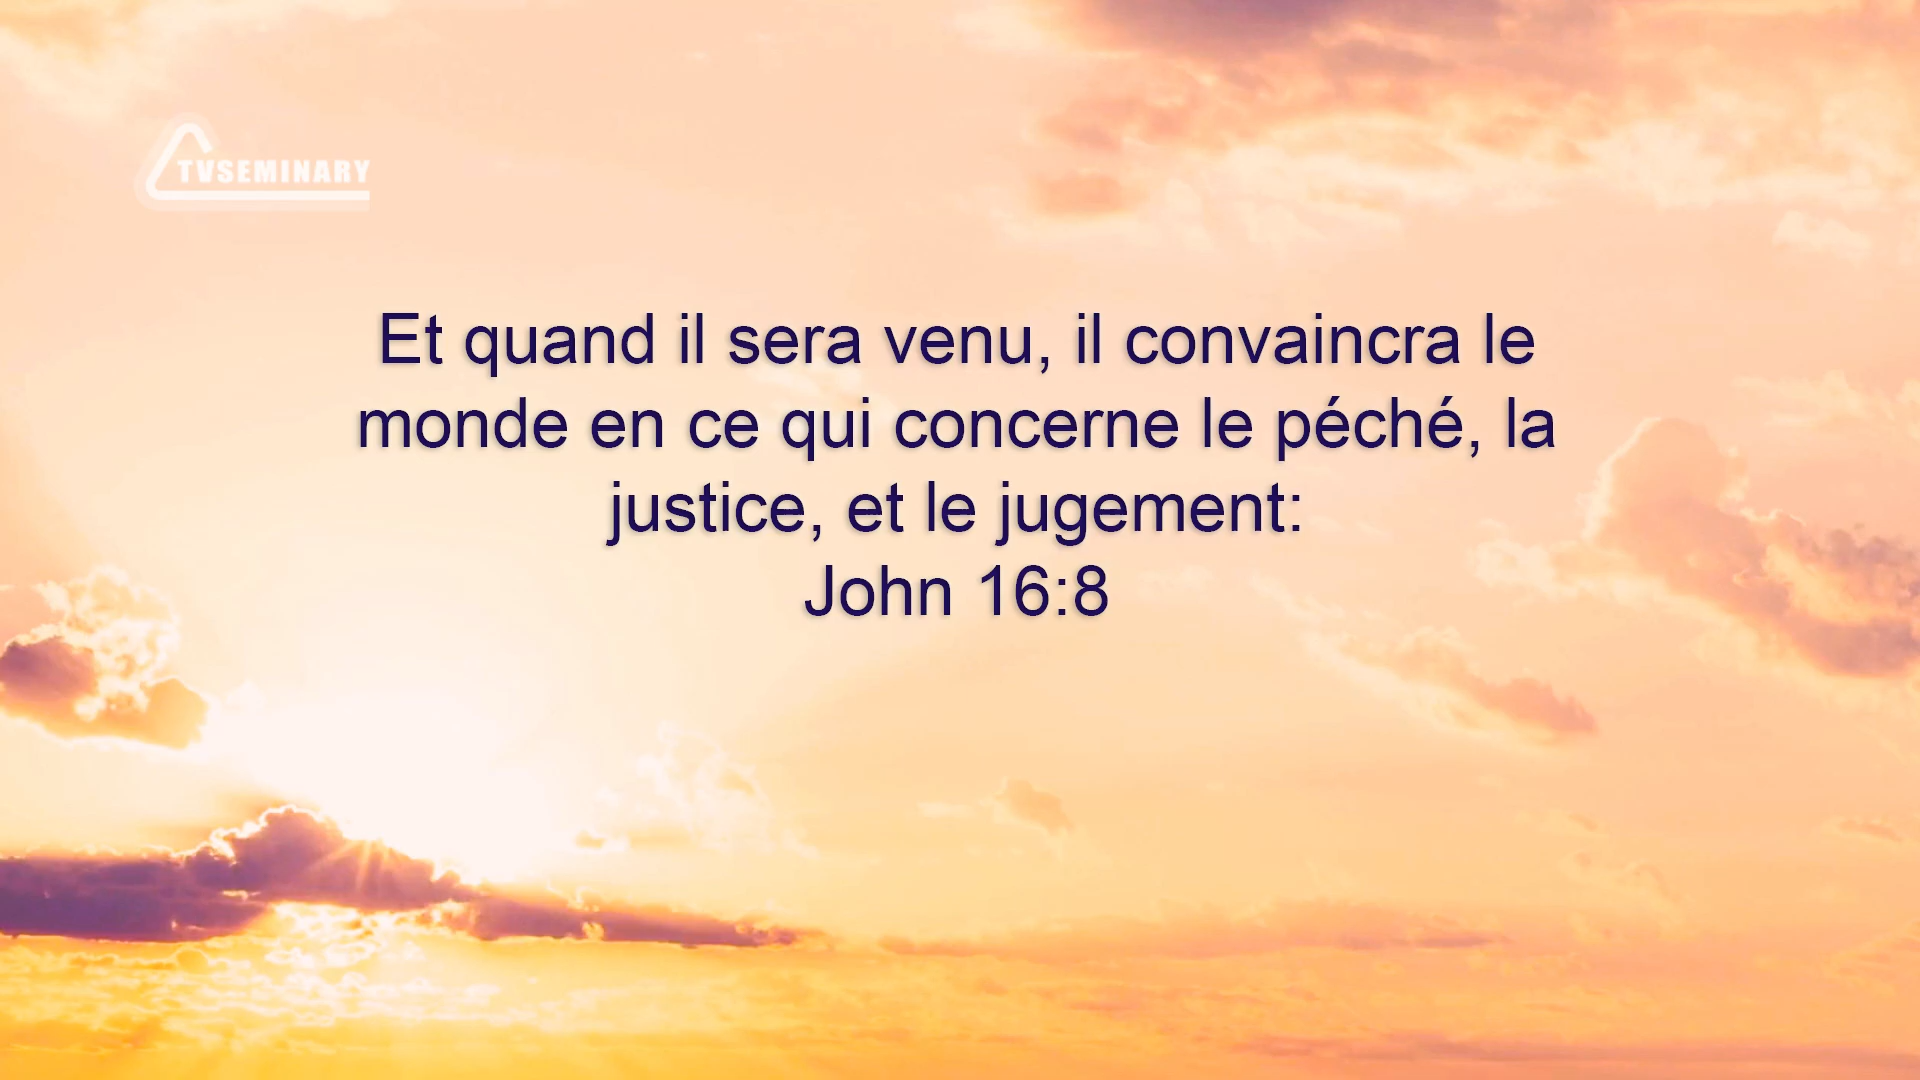 TVSEMINARY
Et quand il sera venu, il convaincra le
monde en ce qui concerne le péché, la
justice, et le jugement:
John 16:8